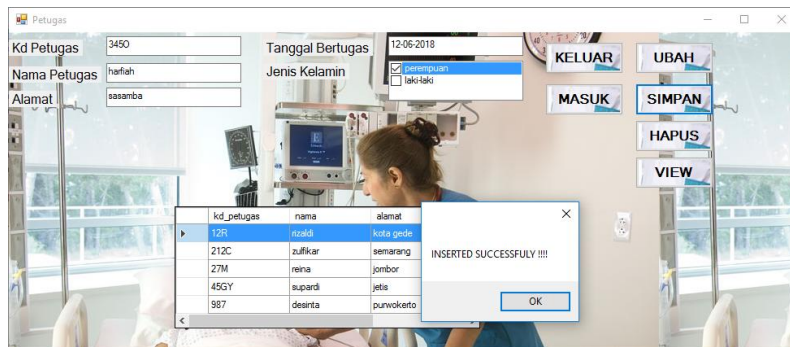 Petugas
Kd Petugas 345O Tanggal Bertugas 12-06-2018 KELUAR UBAH
Nama Petugas harfiah Jenis Kelamin perempuan
laki-laki
Alamat sasamba MASUK SIMPAN
HAPUS
VIEW
kd_petugas nama alamat
12R rizaldi kota gede
212C zulfikar semarang
27M reina jombor
45GY supardi jetis
987 desinta purwokerto
INSERTED SUCCESSFULY !!!!
OK